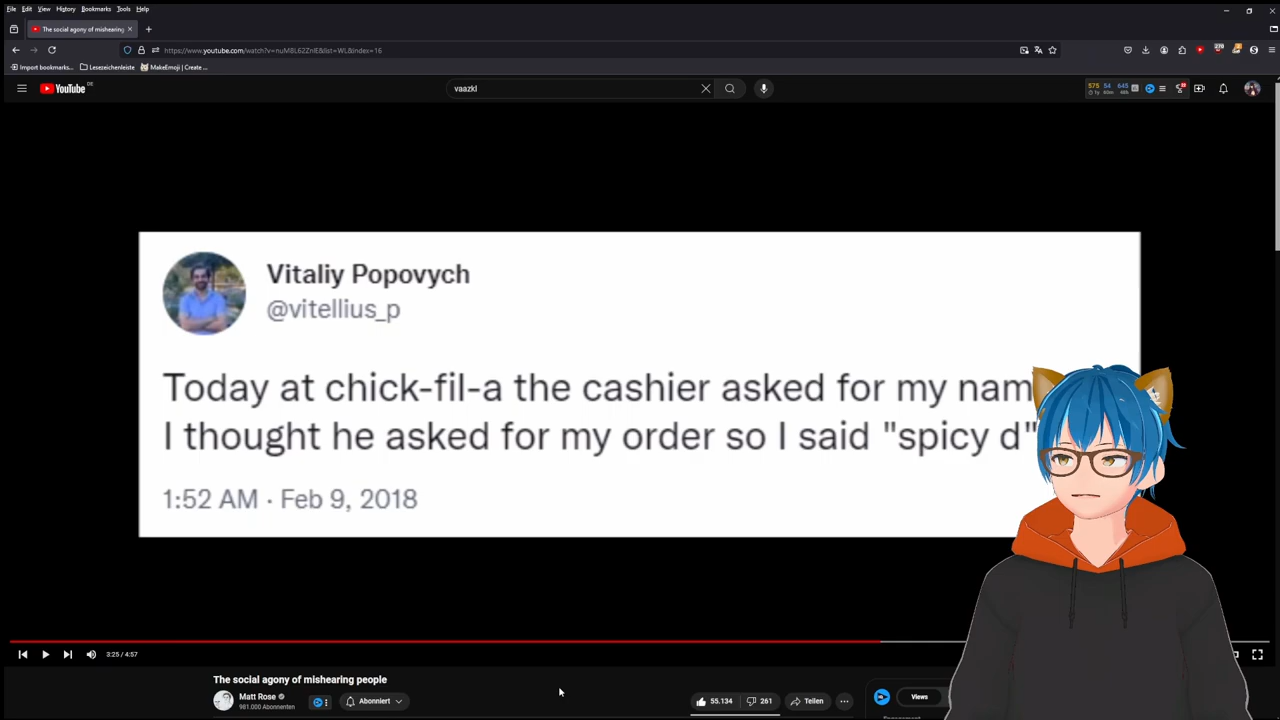 File Edit View History Bookmarks Tools Help
The social agony of mishearing
https://www.youtube.com/watch?v=nuM8L62ZnIE&list=WL&index=16
Import bookmarks... Lesezeichenleiste MakeEmoji | Create ...
YouTube DE
vaazkl
575 54 645
Vitaliy Popovych
@vitellius_p
Today at chick-fil-a the cashier asked for my nam
I thought he asked for my order so I said "spicy d"
1:52 AM · Feb 9, 2018
3:25 / 4:57
The social agony of mishearing people
Matt Rose
981.000 Abonnenten
Abonniert
55.134
261
Teilen
Views